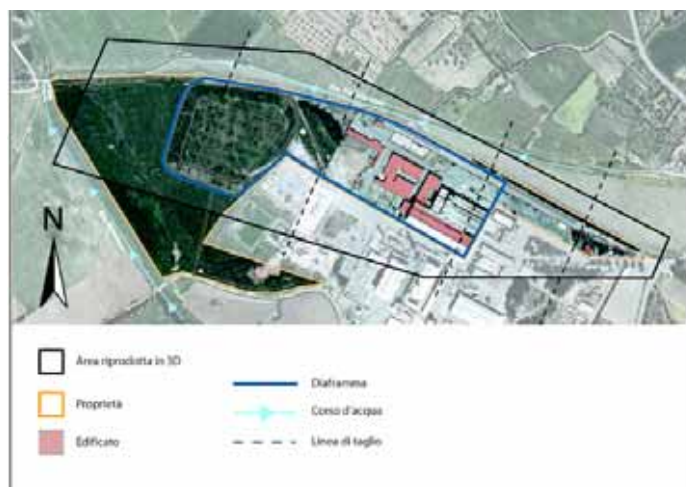 N
Area riprodotta in 3D
Proprietà
Edificato
Diaframma
Corso d'acqua
Linea di taglio